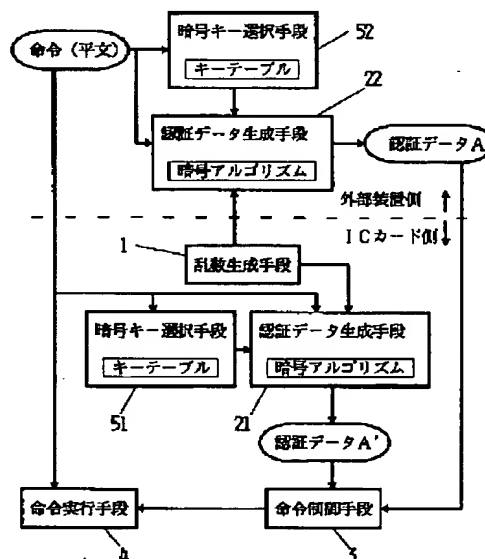 暗号キー選択手段
52
命令(平文)
キーテーブル
22
認証データ生成手段
認証データA
暗号アルゴリズム
外部装置側
1
ICカード側
乱数生成手段
暗号キー選択手段
認証データ生成手段
キーテーブル
暗号アルゴリズム
51
21
認証データA'
命令実行手段
命令制御手段
4
3